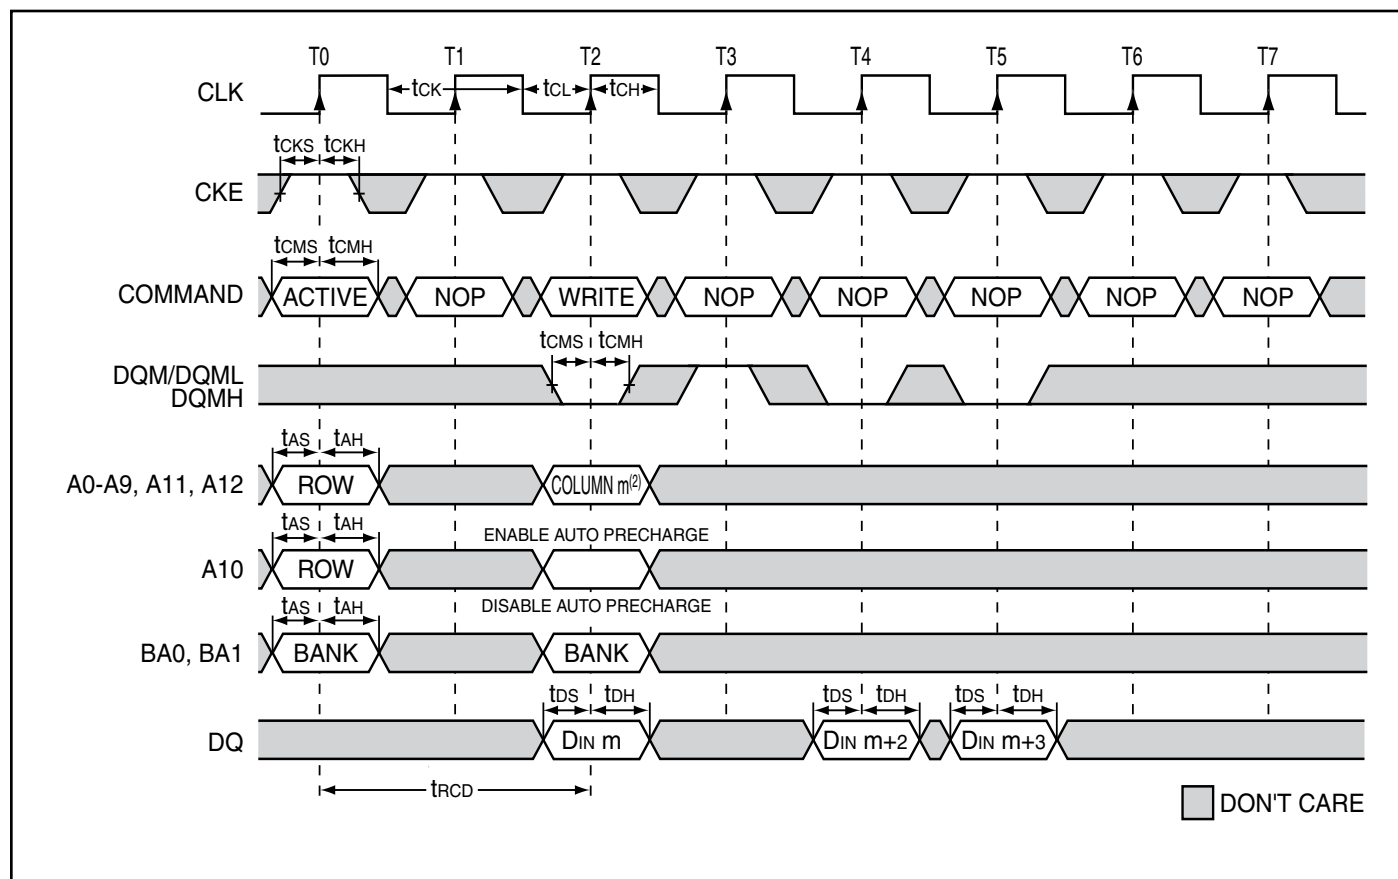 T0 T1 T2 T3 T4 T5 T6 T7
CLK tCK tCL tCH
tCKS tCKH
CKE
tCMS tCMH
COMMAND ACTIVE NOP WRITE NOP NOP NOP NOP NOP
tCMS tCMH
DQM/DQML
DQMH
tAS tAH
A0-A9, A11, A12 ROW COLUMN m(2)
tAS tAH ENABLE AUTO PRECHARGE
A10 ROW
tAS tAH DISABLE AUTO PRECHARGE
BA0, BA1 BANK BANK
tDS tDH tDS tDH tDS tDH
DQ DIN m DIN m+2 DIN m+3
tRCD
DON'T CARE